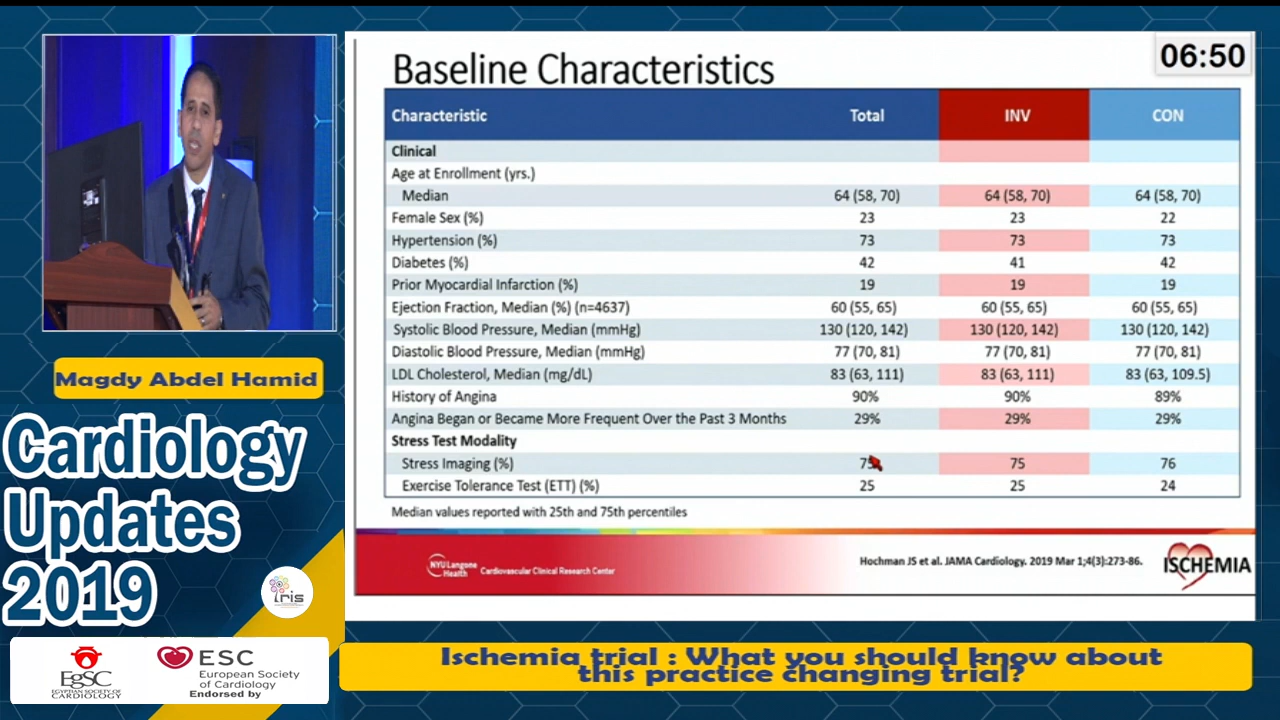 Baseline Characteristics
06:50
Characteristic Total INV CON
Clinical
Age at Enrollment (yrs.)
Median 64 (58, 70) 64 (58, 70) 64 (58, 70)
Female Sex (%) 23 23 22
Hypertension (%) 73 73 73
Diabetes (%) 42 41 42
Prior Myocardial Infarction (%) 19 19 19
Ejection Fraction, Median (%) (n=4637) 60 (55, 65) 60 (55, 65) 60 (55, 65)
Systolic Blood Pressure, Median (mmHg) 130 (120, 142) 130 (120, 142) 130 (120, 142)
Diastolic Blood Pressure, Median (mmHg) 77 (70, 81) 77 (70, 81) 77 (70, 81)
LDL Cholesterol, Median (mg/dL) 83 (63, 111) 83 (63, 111) 83 (63, 109.5)
History of Angina 90% 90% 89%
Angina Began or Became More Frequent Over the Past 3 Months 29% 29% 29%
Stress Test Modality
Stress Imaging (%) 75 76
Exercise Tolerance Test (ETT) (%) 25 25 24
Median values reported with 25th and 75th percentiles
NYU Langone
Health
Cardiovascular Clinical Research Center
Hochman JS et al. JAMA Cardiology. 2019 Mar 1;4(3):273-86.
ISCHEMIA
Magdy Abdel Hamid
Cardiology
Updates
2019
iris
EgSC
EGYPTIAN SOCIETY OF
CARDIOLOGY
ESC
European Society
of Cardiology
Endorsed by
Ischemia trial : What you should know about
this practice changing trial?